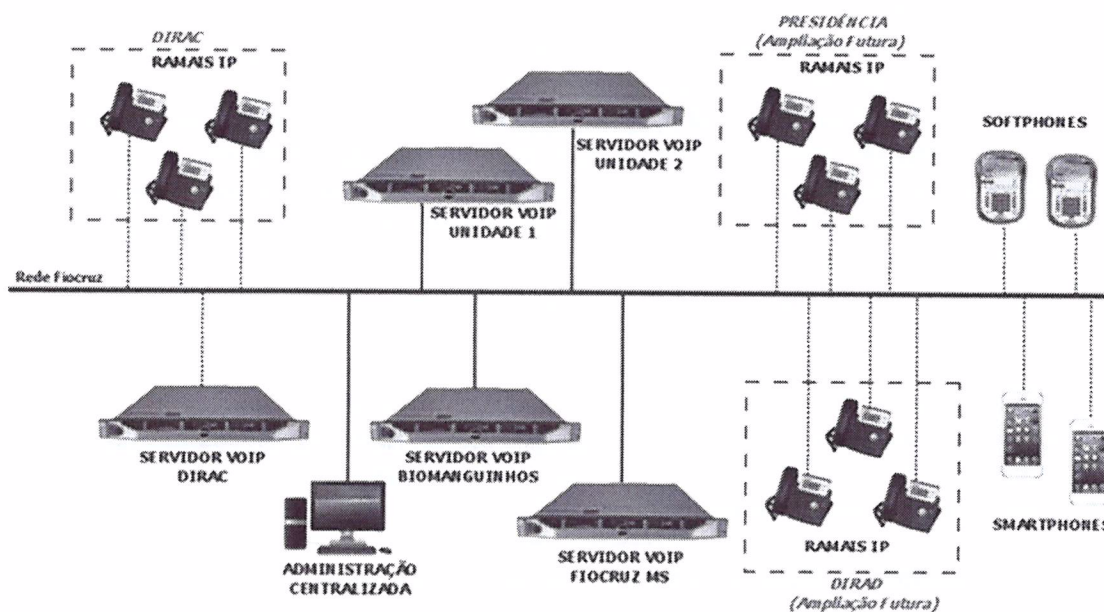 DIRAC
RAMAIS IP
PRESIDÊNCIA
(Ampliação Futura)
RAMAIS IP
SOFTPHONES
SERVIDOR VOIP
UNIDADE 2
SERVIDOR VOIP
UNIDADE 1
Rede Fiocruz
SERVIDOR VOIP
DIRAC
SERVIDOR VOIP
BIOMANGUINHOS
ADMINISTRAÇÃO
CENTRALIZADA
SERVIDOR VOIP
FIOCRUZ MS
RAMAIS IP
DIRAD
(Ampliação Futura)
SMARTPHONES